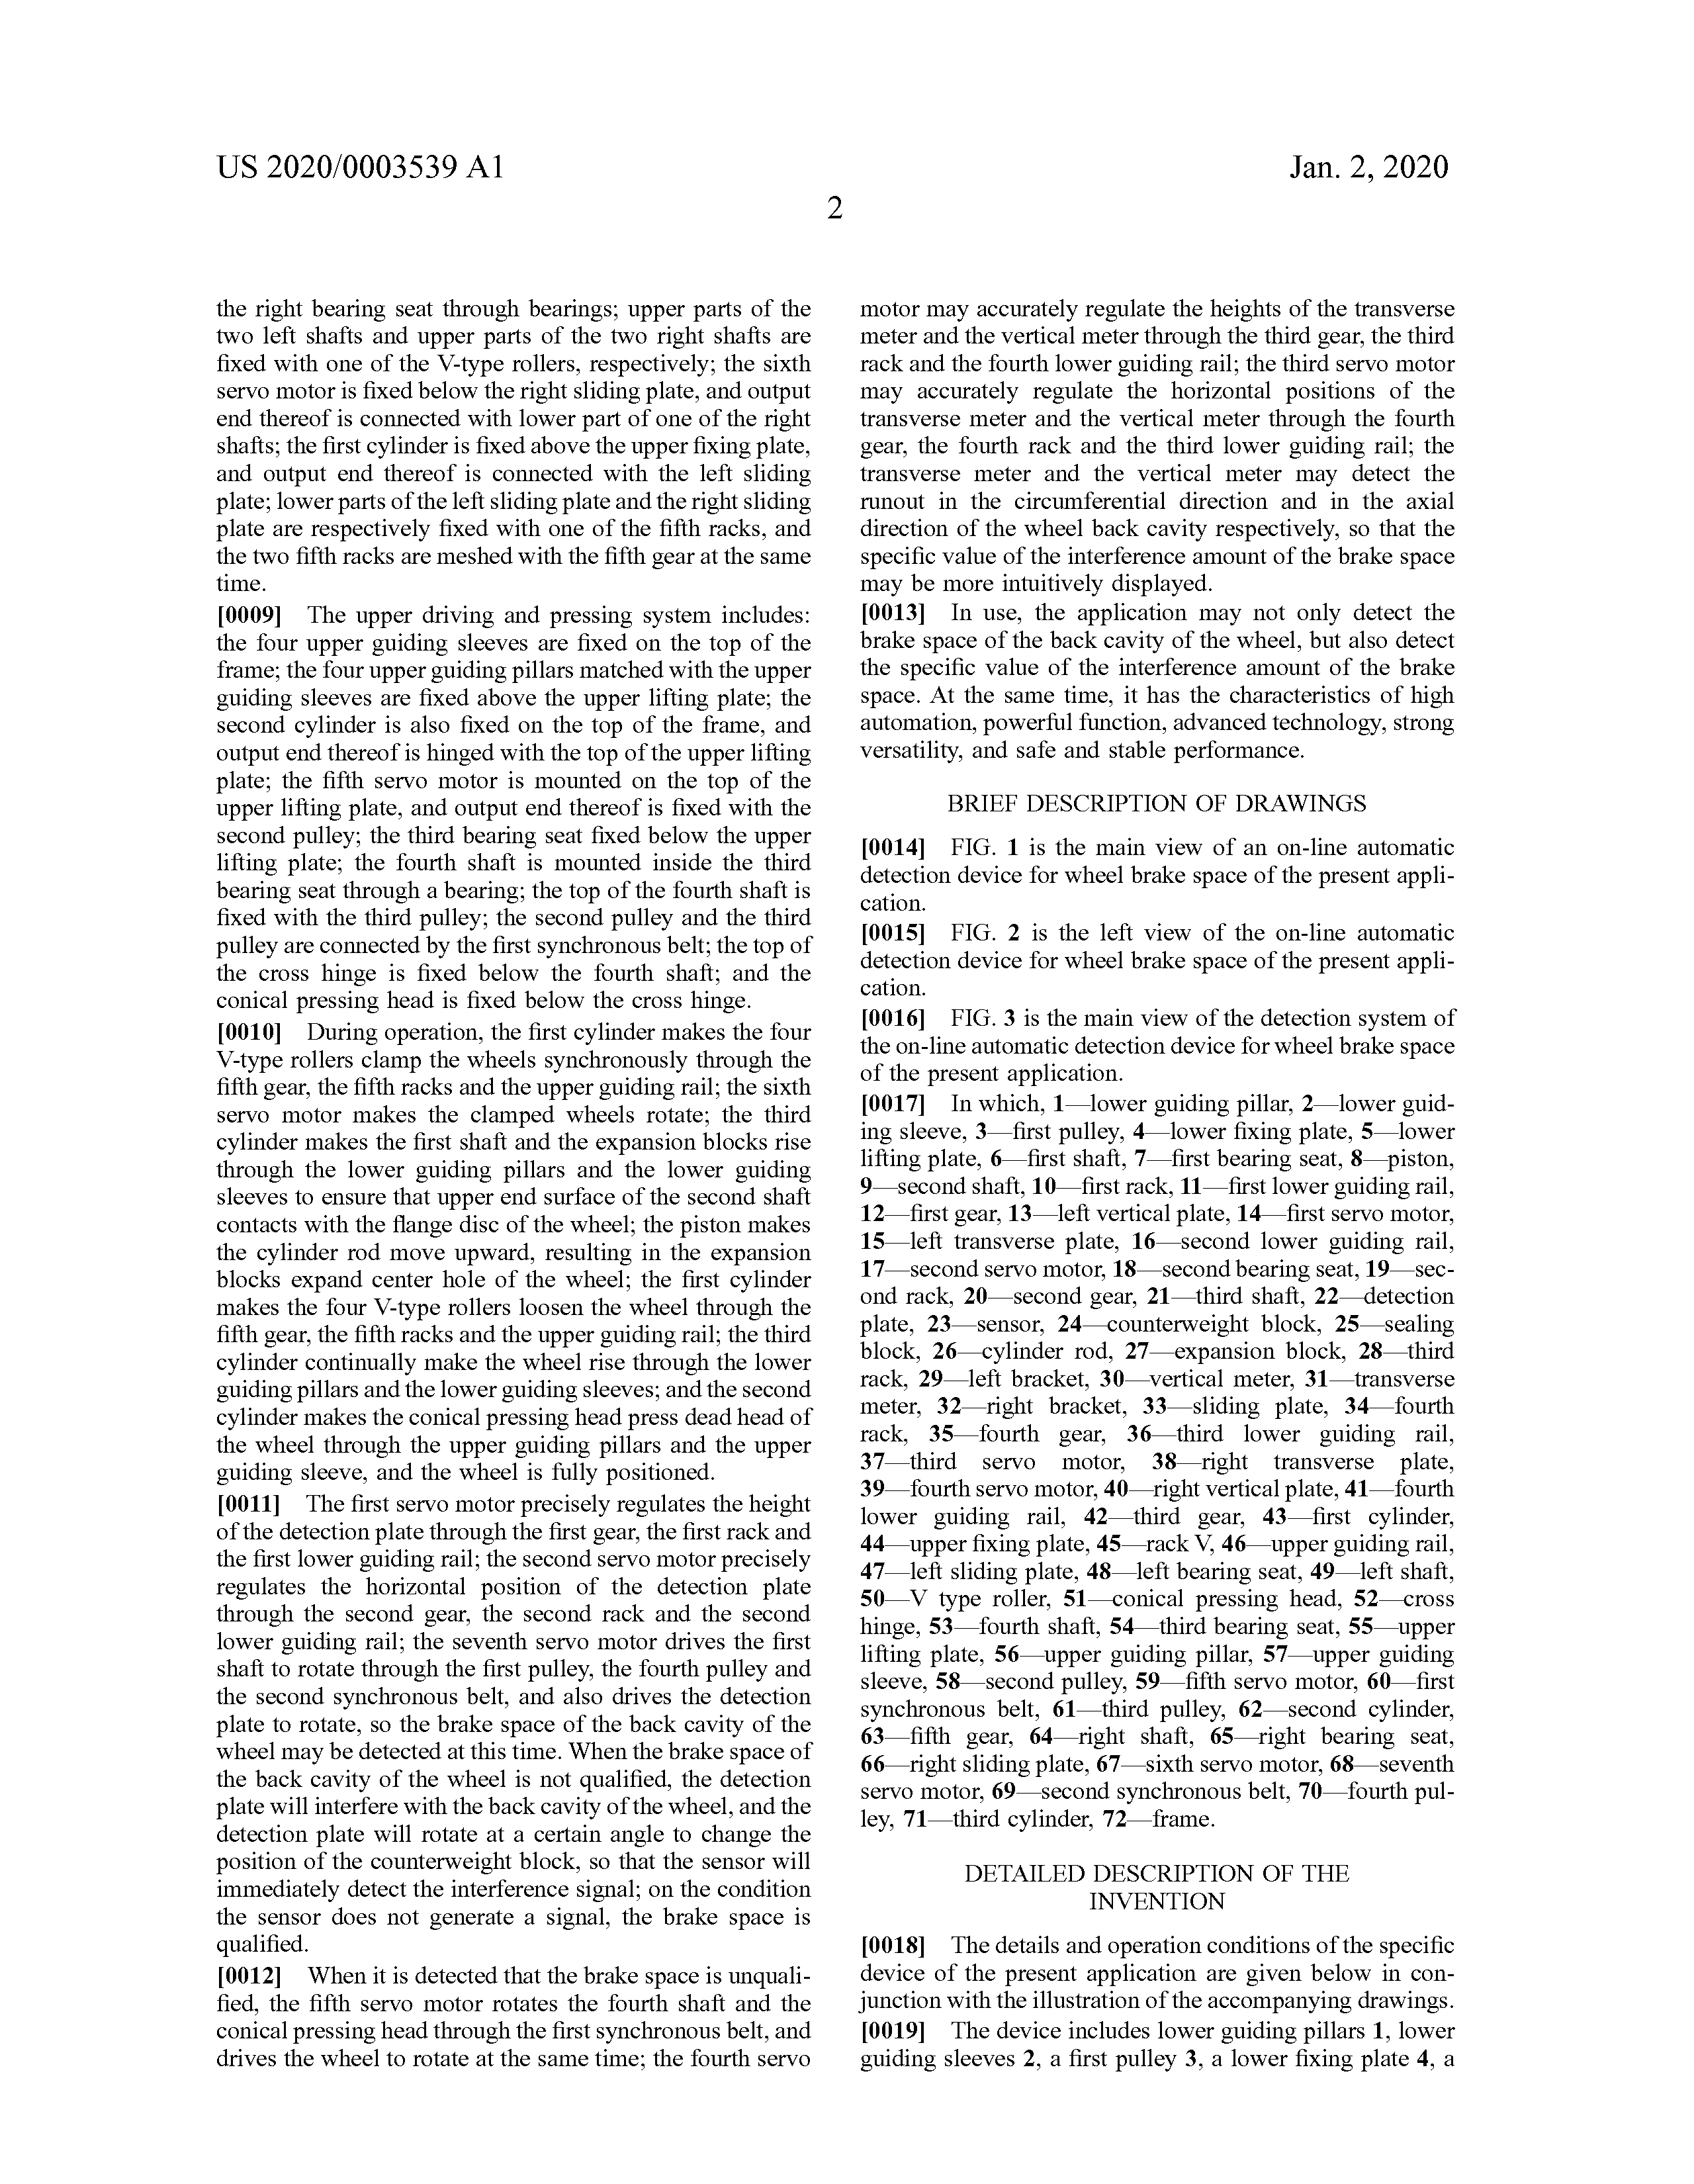 US 2020/0003539 A1
Jan. 2, 2020
2
the right bearing seat through bearings; upper parts of the
two left shafts and upper parts of the two right shafts are
fixed with one of the V-type rollers, respectively; the sixth
servo motor is fixed below the right sliding plate, and output
end thereof is connected with lower part of one of the right
shafts; the first cylinder is fixed above the upper fixing plate,
and output end thereof is connected with the left sliding
plate; lower parts of the left sliding plate and the right sliding
plate are respectively fixed with one of the fifth racks, and
the two fifth racks are meshed with the fifth gear at the same
time.
[0009] The upper driving and pressing system includes:
the four upper guiding sleeves are fixed on the top of the
frame; the four upper guiding pillars matched with the upper
guiding sleeves are fixed above the upper lifting plate; the
second cylinder is also fixed on the top of the frame, and
output end thereof is hinged with the top of the upper lifting
plate; the fifth servo motor is mounted on the top of the
upper lifting plate, and output end thereof is fixed with the
second pulley; the third bearing seat fixed below the upper
lifting plate; the fourth shaft is mounted inside the third
bearing seat through a bearing; the top of the fourth shaft is
fixed with the third pulley; the second pulley and the third
pulley are connected by the first synchronous belt; the top of
the cross hinge is fixed below the fourth shaft; and the
conical pressing head is fixed below the cross hinge.
[0010] During operation, the first cylinder makes the four
V-type rollers clamp the wheels synchronously through the
fifth gear, the fifth racks and the upper guiding rail; the sixth
servo motor makes the clamped wheels rotate; the third
cylinder makes the first shaft and the expansion blocks rise
through the lower guiding pillars and the lower guiding
sleeves to ensure that upper end surface of the second shaft
contacts with the flange disc of the wheel; the piston makes
the cylinder rod move upward, resulting in the expansion
blocks expand center hole of the wheel; the first cylinder
makes the four V-type rollers loosen the wheel through the
fifth gear, the fifth racks and the upper guiding rail; the third
cylinder continually make the wheel rise through the lower
guiding pillars and the lower guiding sleeves; and the second
cylinder makes the conical pressing head press dead head of
the wheel through the upper guiding pillars and the upper
guiding sleeve, and the wheel is fully positioned.
[0011] The first servo motor precisely regulates the height
of the detection plate through the first gear, the first rack and
the first lower guiding rail; the second servo motor precisely
regulates the horizontal position of the detection plate
through the second gear, the second rack and the second
lower guiding rail; the seventh servo motor drives the first
shaft to rotate through the first pulley, the fourth pulley and
the second synchronous belt, and also drives the detection
plate to rotate, so the brake space of the back cavity of the
wheel may be detected at this time. When the brake space of
the back cavity of the wheel is not qualified, the detection
plate will interfere with the back cavity of the wheel, and the
detection plate will rotate at a certain angle to change the
position of the counterweight block, so that the sensor will
immediately detect the interference signal; on the condition
the sensor does not generate a signal, the brake space is
qualified.
[0012] When it is detected that the brake space is unquali-
fied, the fifth servo motor rotates the fourth shaft and the
conical pressing head through the first synchronous belt, and
drives the wheel to rotate at the same time; the fourth servo
motor may accurately regulate the heights of the transverse
meter and the vertical meter through the third gear, the third
rack and the fourth lower guiding rail; the third servo motor
may accurately regulate the horizontal positions of the
transverse meter and the vertical meter through the fourth
gear, the fourth rack and the third lower guiding rail; the
transverse meter and the vertical meter may detect the
runout in the circumferential direction and in the axial
direction of the wheel back cavity respectively, so that the
specific value of the interference amount of the brake space
may be more intuitively displayed.
[0013] In use, the application may not only detect the
brake space of the back cavity of the wheel, but also detect
the specific value of the interference amount of the brake
space. At the same time, it has the characteristics of high
automation, powerful function, advanced technology, strong
versatility, and safe and stable performance.
BRIEF DESCRIPTION OF DRAWINGS
[0014] FIG. 1 is the main view of an on-line automatic
detection device for wheel brake space of the present appli-
cation.
[0015] FIG. 2 is the left view of the on-line automatic
detection device for wheel brake space of the present appli-
cation.
[0016] FIG. 3 is the main view of the detection system of
the on-line automatic detection device for wheel brake space
of the present application.
[0017] In which, 1—lower guiding pillar, 2—lower guid-
ing sleeve, 3—first pulley, 4—lower fixing plate, 5—lower
lifting plate, 6—first shaft, 7—first bearing seat, 8—piston,
9—second shaft, 10—first rack, 11—first lower guiding rail,
12—first gear, 13—left vertical plate, 14—first servo motor,
15—left transverse plate, 16—second lower guiding rail,
17—second servo motor, 18—second bearing seat, 19—sec-
ond rack, 20—second gear, 21—third shaft, 22—detection
plate, 23—sensor, 24—counterweight block, 25—sealing
block, 26—cylinder rod, 27—expansion block, 28—third
rack, 29—left bracket, 30—vertical meter, 31—transverse
meter, 32—right bracket, 33—sliding plate, 34—fourth
rack, 35—fourth gear, 36—third lower guiding rail,
37—third servo motor, 38—right transverse plate,
39—fourth servo motor, 40—right vertical plate, 41—fourth
lower guiding rail, 42—third gear, 43—first cylinder,
44—upper fixing plate, 45—rack V, 46—upper guiding rail,
47—left sliding plate, 48—left bearing seat, 49—left shaft,
50—V type roller, 51—conical pressing head, 52—cross
hinge, 53—fourth shaft, 54—third bearing seat, 55—upper
lifting plate, 56—upper guiding pillar, 57—upper guiding
sleeve, 58—second pulley, 59—fifth servo motor, 60—first
synchronous belt, 61—third pulley, 62—second cylinder,
63—fifth gear, 64—right shaft, 65—right bearing seat,
66—right sliding plate, 67—sixth servo motor, 68—seventh
servo motor, 69—second synchronous belt, 70—fourth pul-
ley, 71—third cylinder, 72—frame.
DETAILED DESCRIPTION OF THE
INVENTION
[0018] The details and operation conditions of the specific
device of the present application are given below in con-
junction with the illustration of the accompanying drawings.
[0019] The device includes lower guiding pillars 1, lower
guiding sleeves 2, a first pulley 3, a lower fixing plate 4, a